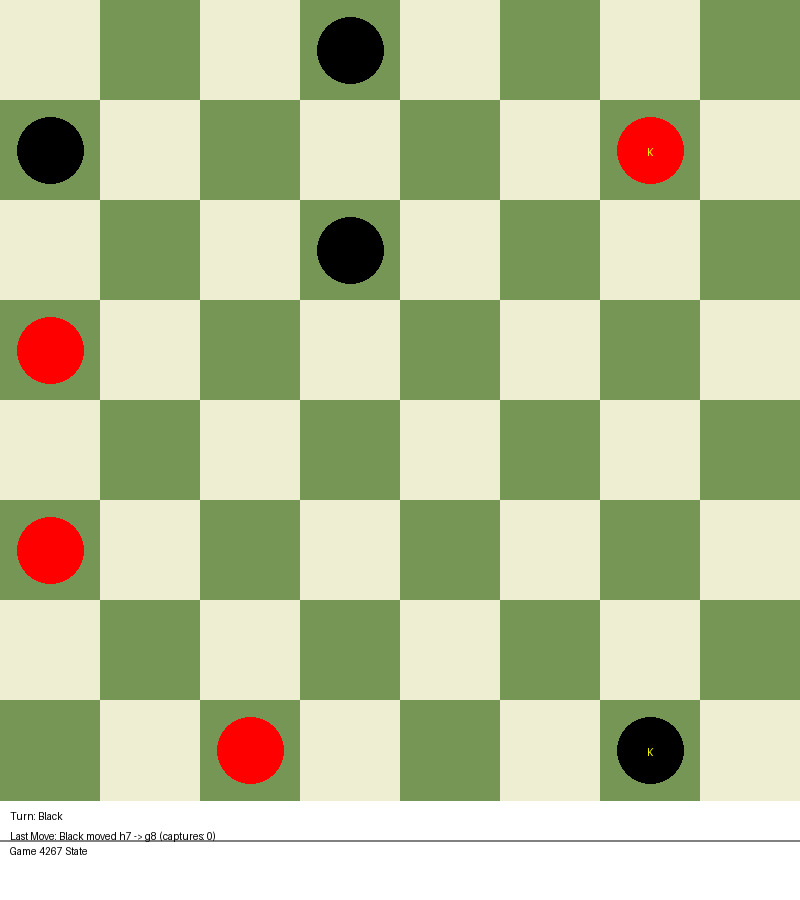 K
K
Turn: Black
Last Move: Black moved h7 -> g8 (captures: 0)
Game 4267 State